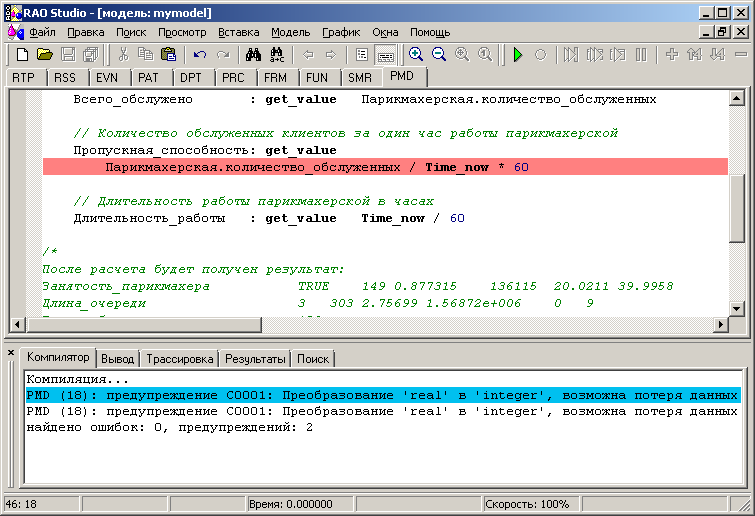 RAO Studio - [модель: mymodel]
Файл Правка Поиск Просмотр Вставка Модель График Окна Помодел
RTP RSS EVN PAT DPT PRC FRM FUN SMR PMD
Всего_обслужено : get_value Парикмахерская.количество_обслуженных
// Количество обслуженных клиентов за один час работы парикмахерской
Пропускная_способность: get_value
Парикмахерская.количество_обслуженных / Time_now * 60
// Длительность работы парикмахерской в часах
Длительность_работы : get_value Time_now / 60
/*
После расчета будет получен результат:
Занятость_парикмахера TRUE 149 0.877315 136115 20.0211 39.9958
Длина_очереди 3 303 2.75699 1.56872e+006 0 9
Компилятор Вывод Трассировка Результаты Поиск
Компиляция...
PMD (18): предупреждение C0001: Преобразование 'real' в 'integer', возможна потеря данных
PMD (18): предупреждение C0001: Преобразование 'real' в 'integer', возможна потеря данных
найдено ошибок: 0, предупреждений: 2
46: 18 Время: 0.000000 Скорость: 100%